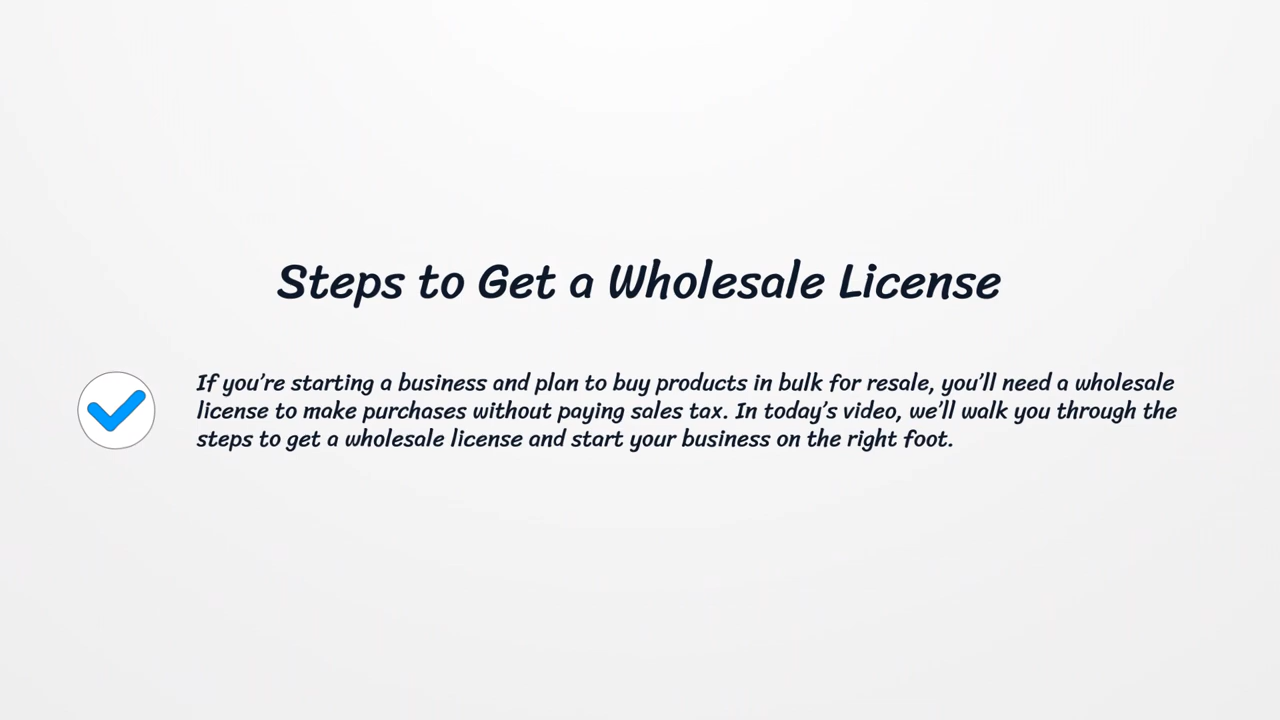 Steps to Get a Wholesale License
If you’re starting a business and plan to buy products in bulk for resale, you’ll need a wholesale
license to make purchases without paying sales tax. In today’s video, we’ll walk you through the
steps to get a wholesale license and start your business on the right foot.